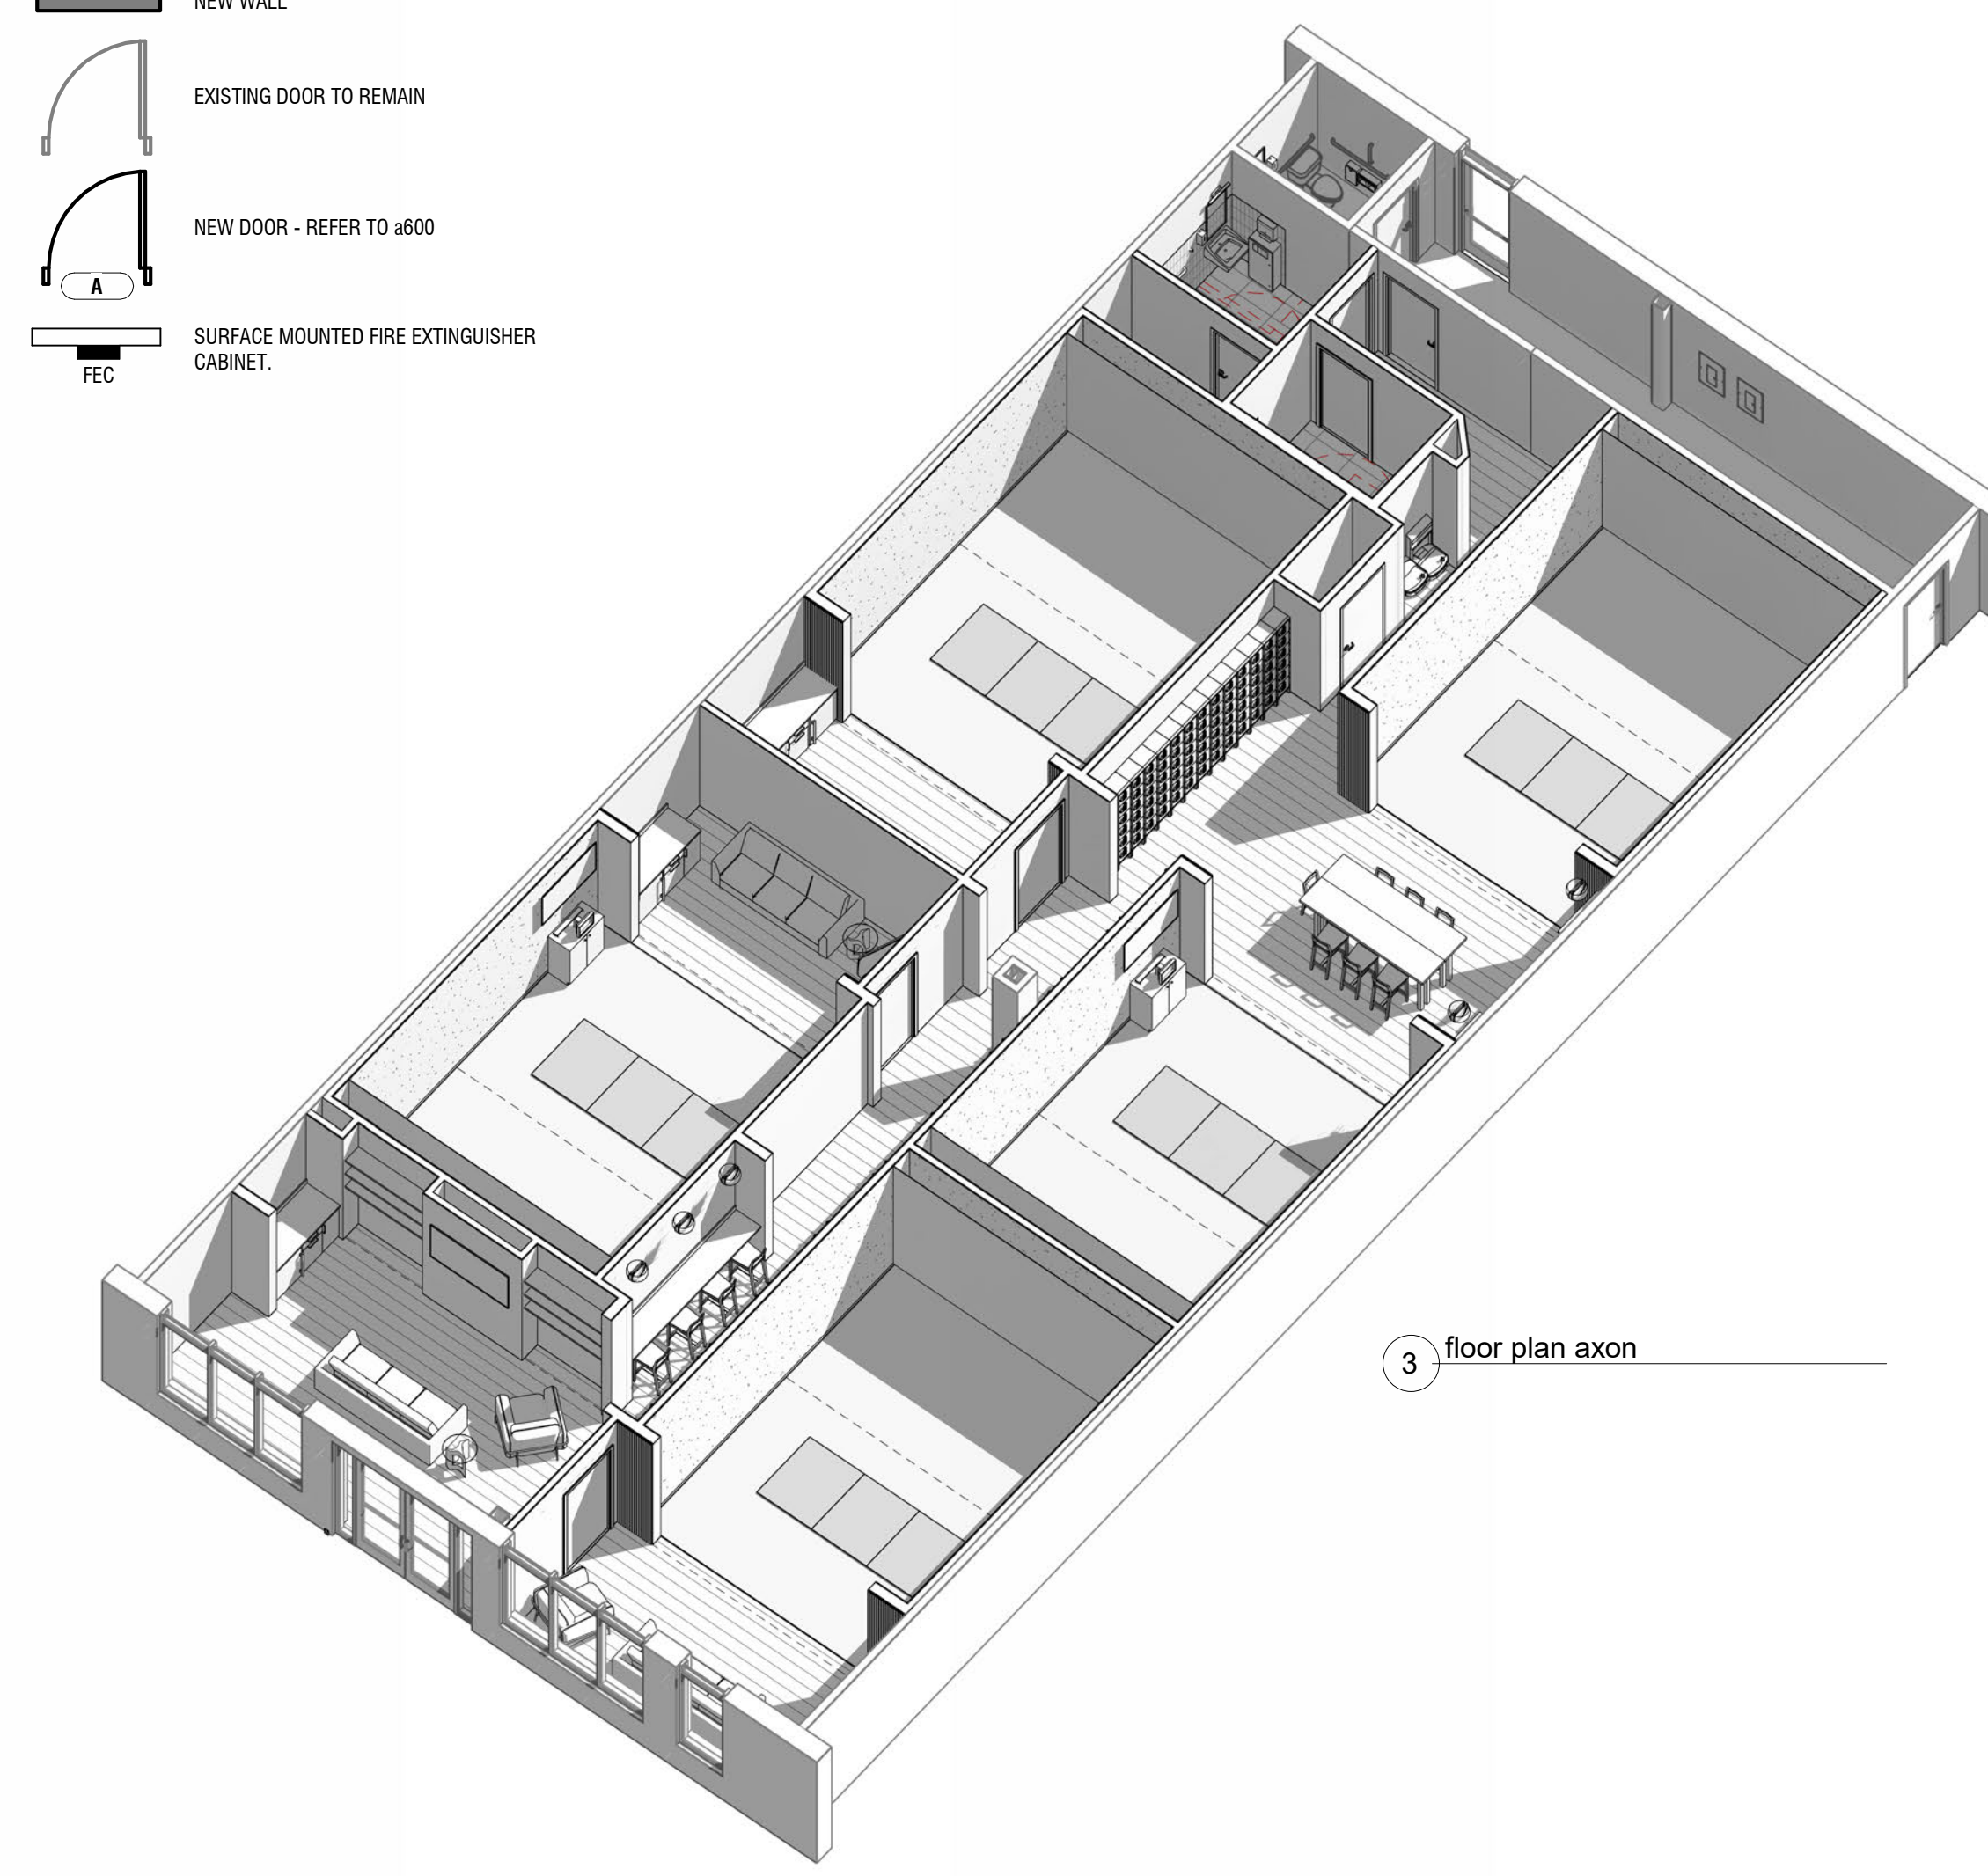 NEW WALL
EXISTING DOOR TO REMAIN
NEW DOOR - REFER TO a600
A
SURFACE MOUNTED FIRE EXTINGUISHER
CABINET.
FEC
3 floor plan axon